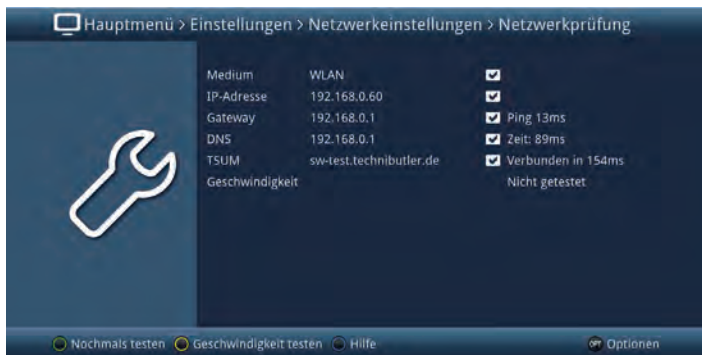 Hauptmenü > Einstellungen > Netzwerkeinstellungen > Netzwerkprüfung
Medium WLAN
IP-Adresse 192.168.0.60
Gateway 192.168.0.1 Ping 13ms
DNS 192.168.0.1 Zeit: 89ms
TSUM sw-test.technibutler.de Verbunden in 154ms
Geschwindigkeit Nicht getestet
Nochmals testen Geschwindigkeit testen Hilfe OPT Optionen